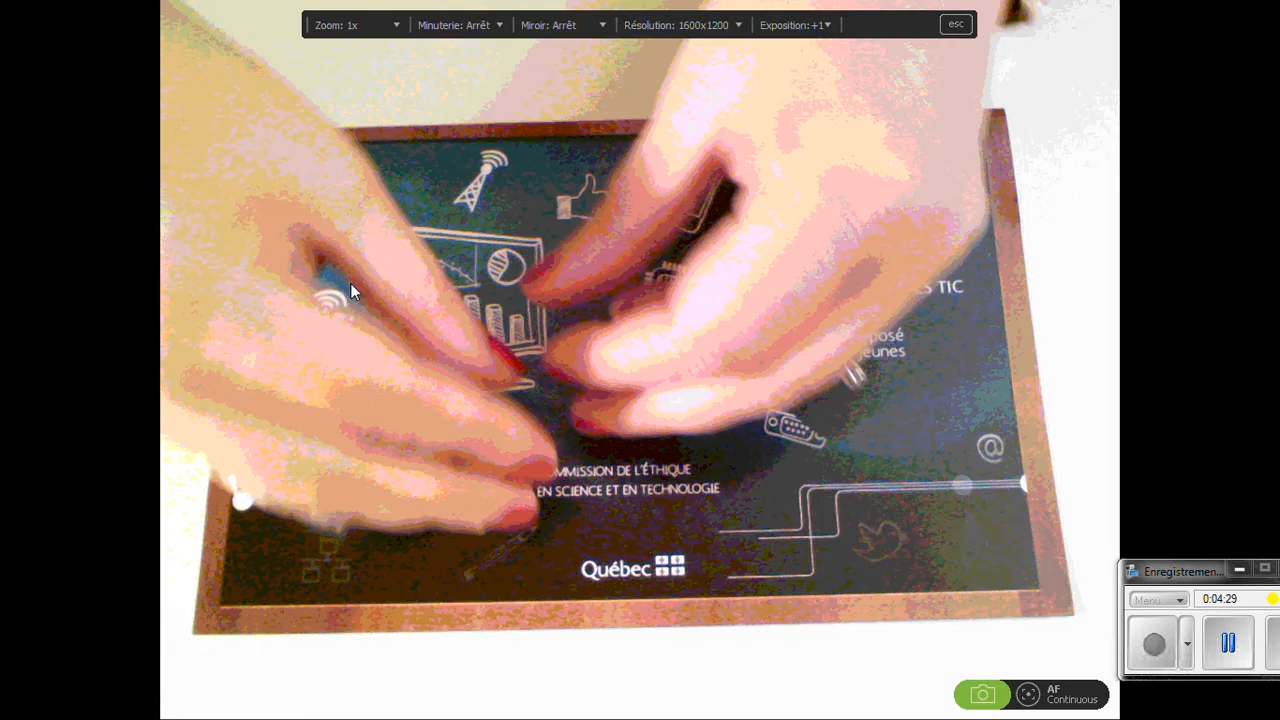 Zoom: 1x
Minuterie: Arrêt
Miroir: Arrêt
Résolution: 1600x1200
Exposition:+1
esc
TIC
COMMISSION DE L'ÉTHIQUE
EN SCIENCE ET EN TECHNOLOGIE
Québec
@
Enregistremen...
Menu
0:04:29
AF
Continuous